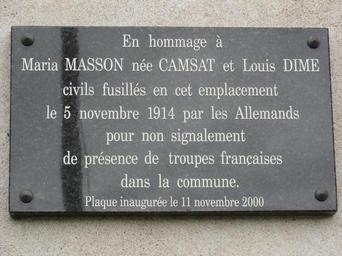 En hommage à
Maria MASSON née CAMSAT et Louis DIME
civils fusillés en cet emplacement
le 5 novembre 1914 par les Allemands
pour non signalement
de présence de troupes françaises
dans la commune.
Plaque inaugurée le 11 novembre 2000